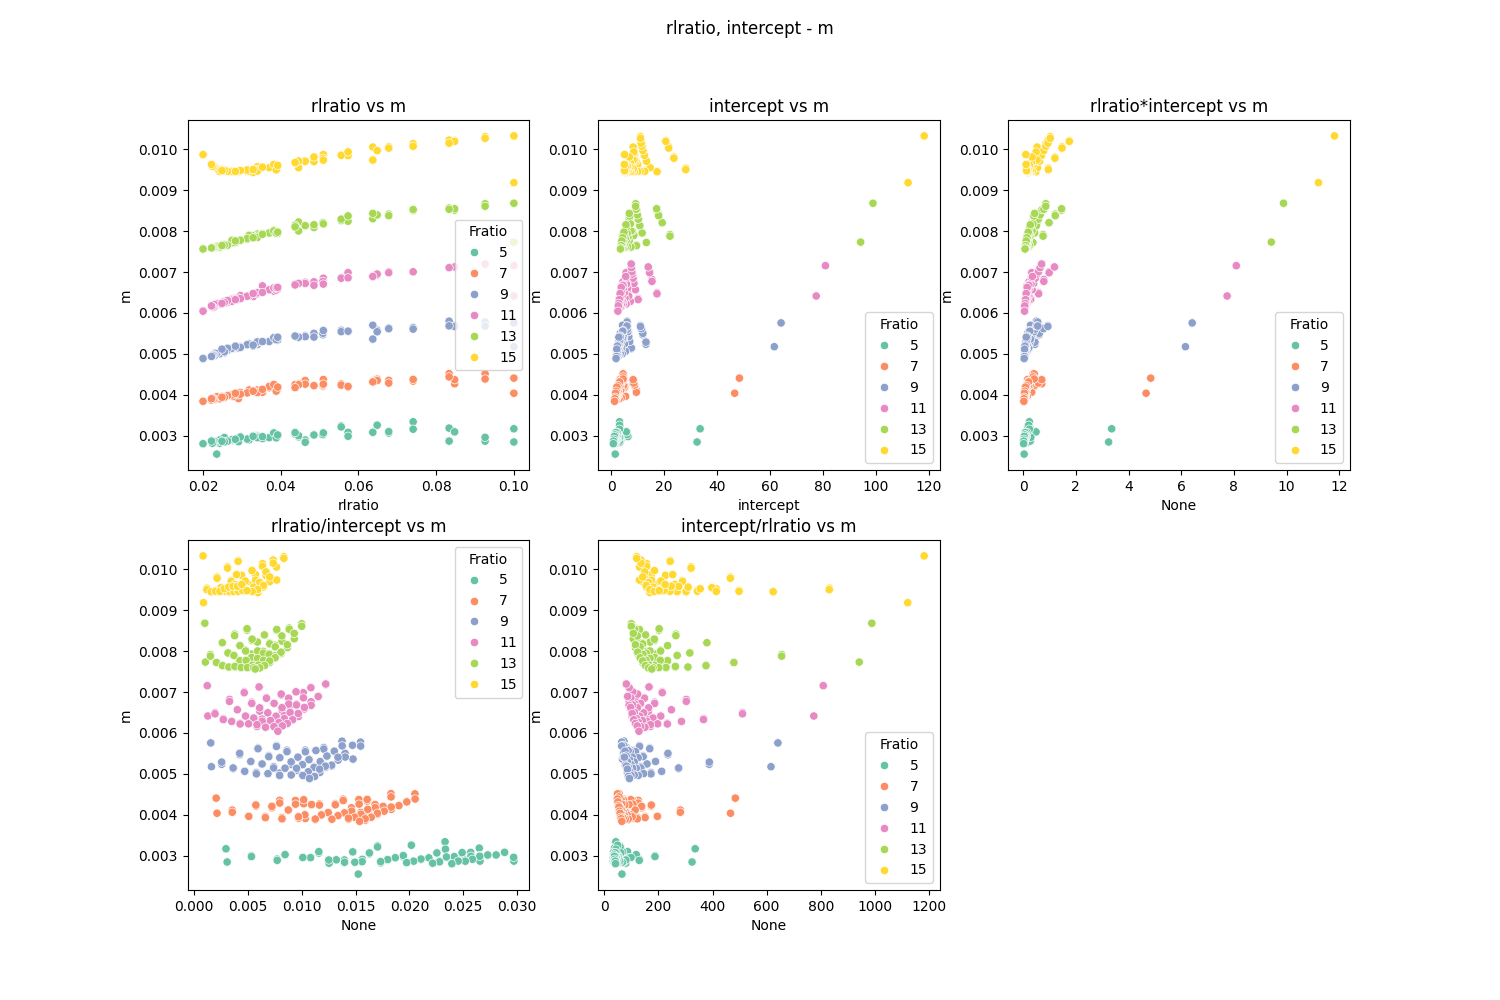 rlratio, intercept - m
rlratio vs m
m
0.010
0.009
0.008
0.007
0.006
0.005
0.004
0.003
0.02 0.04 0.06 0.08 0.10
rlratio
Fratio
5
7
9
11
13
15
intercept vs m
m
0.010
0.009
0.008
0.007
0.006
0.005
0.004
0.003
0 20 40 60 80 100 120
intercept
Fratio
5
7
9
11
13
15
rlratio*intercept vs m
m
0.010
0.009
0.008
0.007
0.006
0.005
0.004
0.003
0 2 4 6 8 10 12
None
Fratio
5
7
9
11
13
15
rlratio/intercept vs m
m
0.010
0.009
0.008
0.007
0.006
0.005
0.004
0.003
0.000 0.005 0.010 0.015 0.020 0.025 0.030
None
Fratio
5
7
9
11
13
15
intercept/rlratio vs m
m
0.010
0.009
0.008
0.007
0.006
0.005
0.004
0.003
0 200 400 600 800 1000 1200
None
Fratio
5
7
9
11
13
15